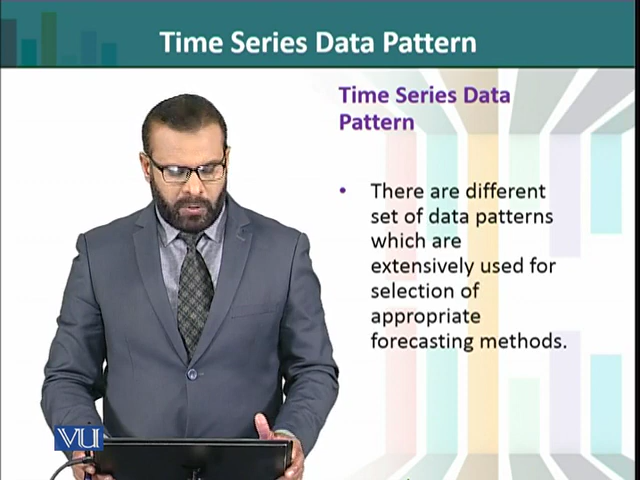 Time Series Data Pattern
Time Series Data
Pattern
• There are different
set of data patterns
which are
extensively used for
selection of
appropriate
forecasting methods.
VU